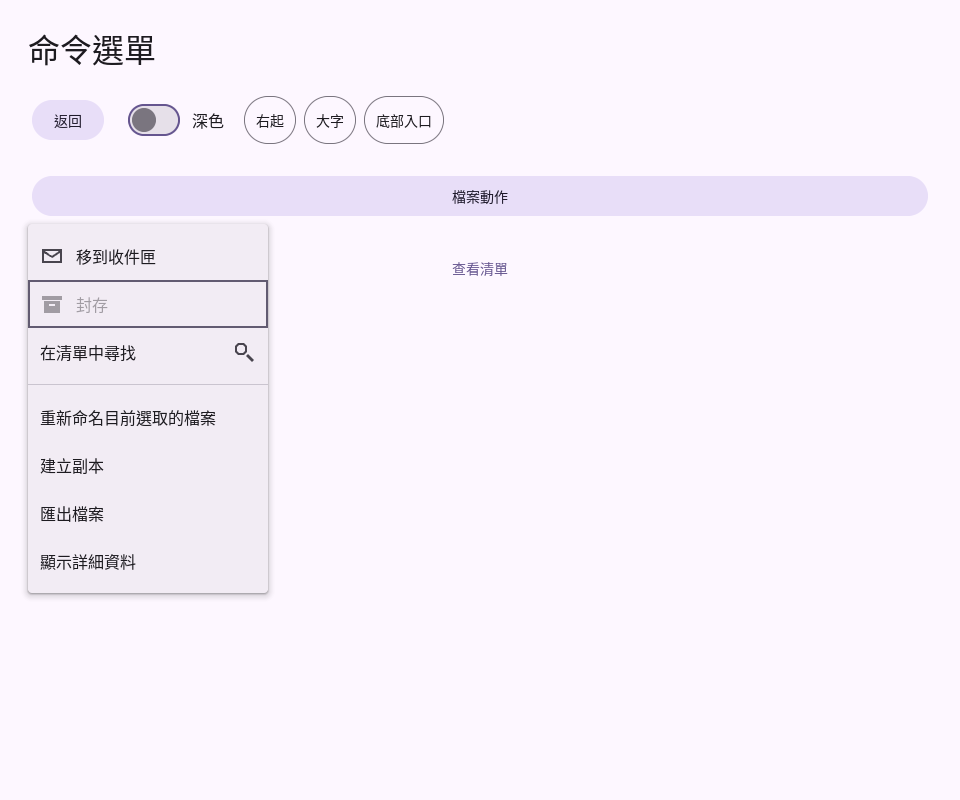 命令選單
返回
深色
右起
大字
底部入口
檔案動作
移到收件匣
封存
在清單中尋找
重新命名目前選取的檔案
建立副本
匯出檔案
顯示詳細資料
查看清單